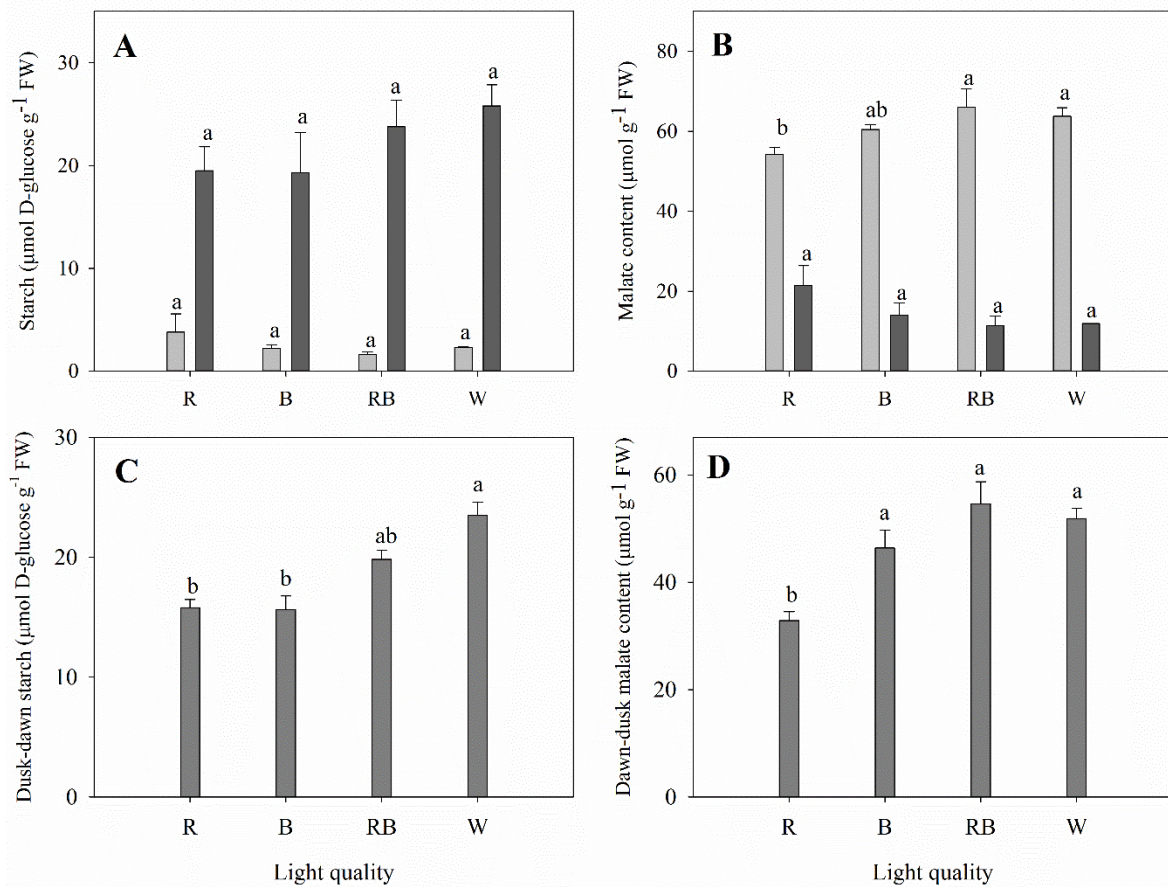 A
Starch (µmol D-glucose g⁻¹ FW)
30
20
10
0
a a a a
a a a a
R B RB W
B
Malate content (µmol g⁻¹ FW)
80
60
40
20
0
b ab a a
a a a a
R B RB W
C
Dusk-dawn starch (µmol D-glucose g⁻¹ FW)
30
20
10
0
b b ab a
R B RB W
Light quality
D
Dawn-dusk malate content (µmol g⁻¹ FW)
60
40
20
0
b a a a
R B RB W
Light quality